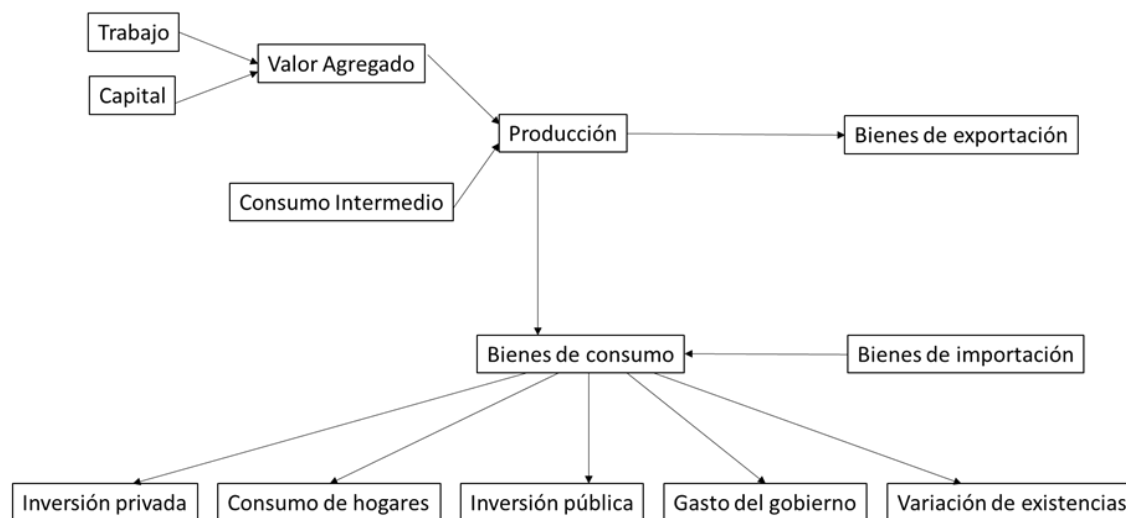 Trabajo
Valor Agregado
Capital
Producción
Bienes de exportación
Consumo Intermedio
Bienes de consumo
Bienes de importación
Inversión privada
Consumo de hogares
Inversión pública
Gasto del gobierno
Variación de existencias